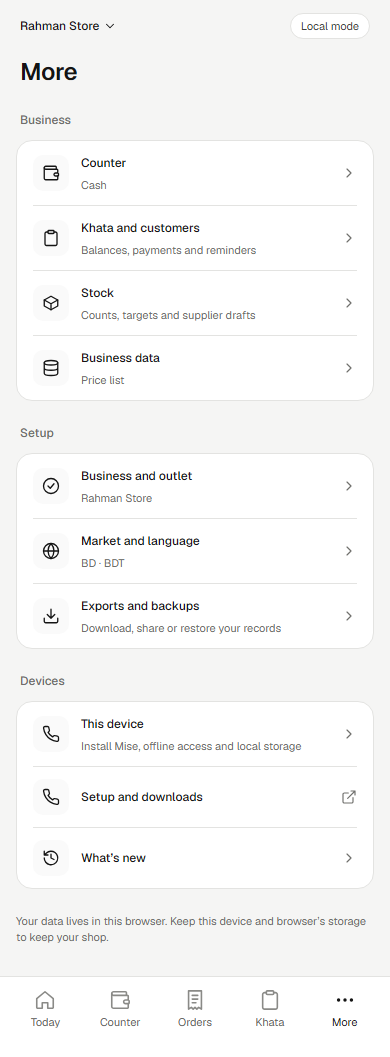 Rahman Store
Local mode
More
Business
Counter
Cash
Khata and customers
Balances, payments and reminders
Stock
Counts, targets and supplier drafts
Business data
Price list
Setup
Business and outlet
Rahman Store
Market and language
BD · BDT
Exports and backups
Download, share or restore your records
Devices
This device
Install Mise, offline access and local storage
Setup and downloads
What's new
Your data lives in this browser. Keep this device and browser's storage
to keep your shop.
Today
Counter
Orders
Khata
More